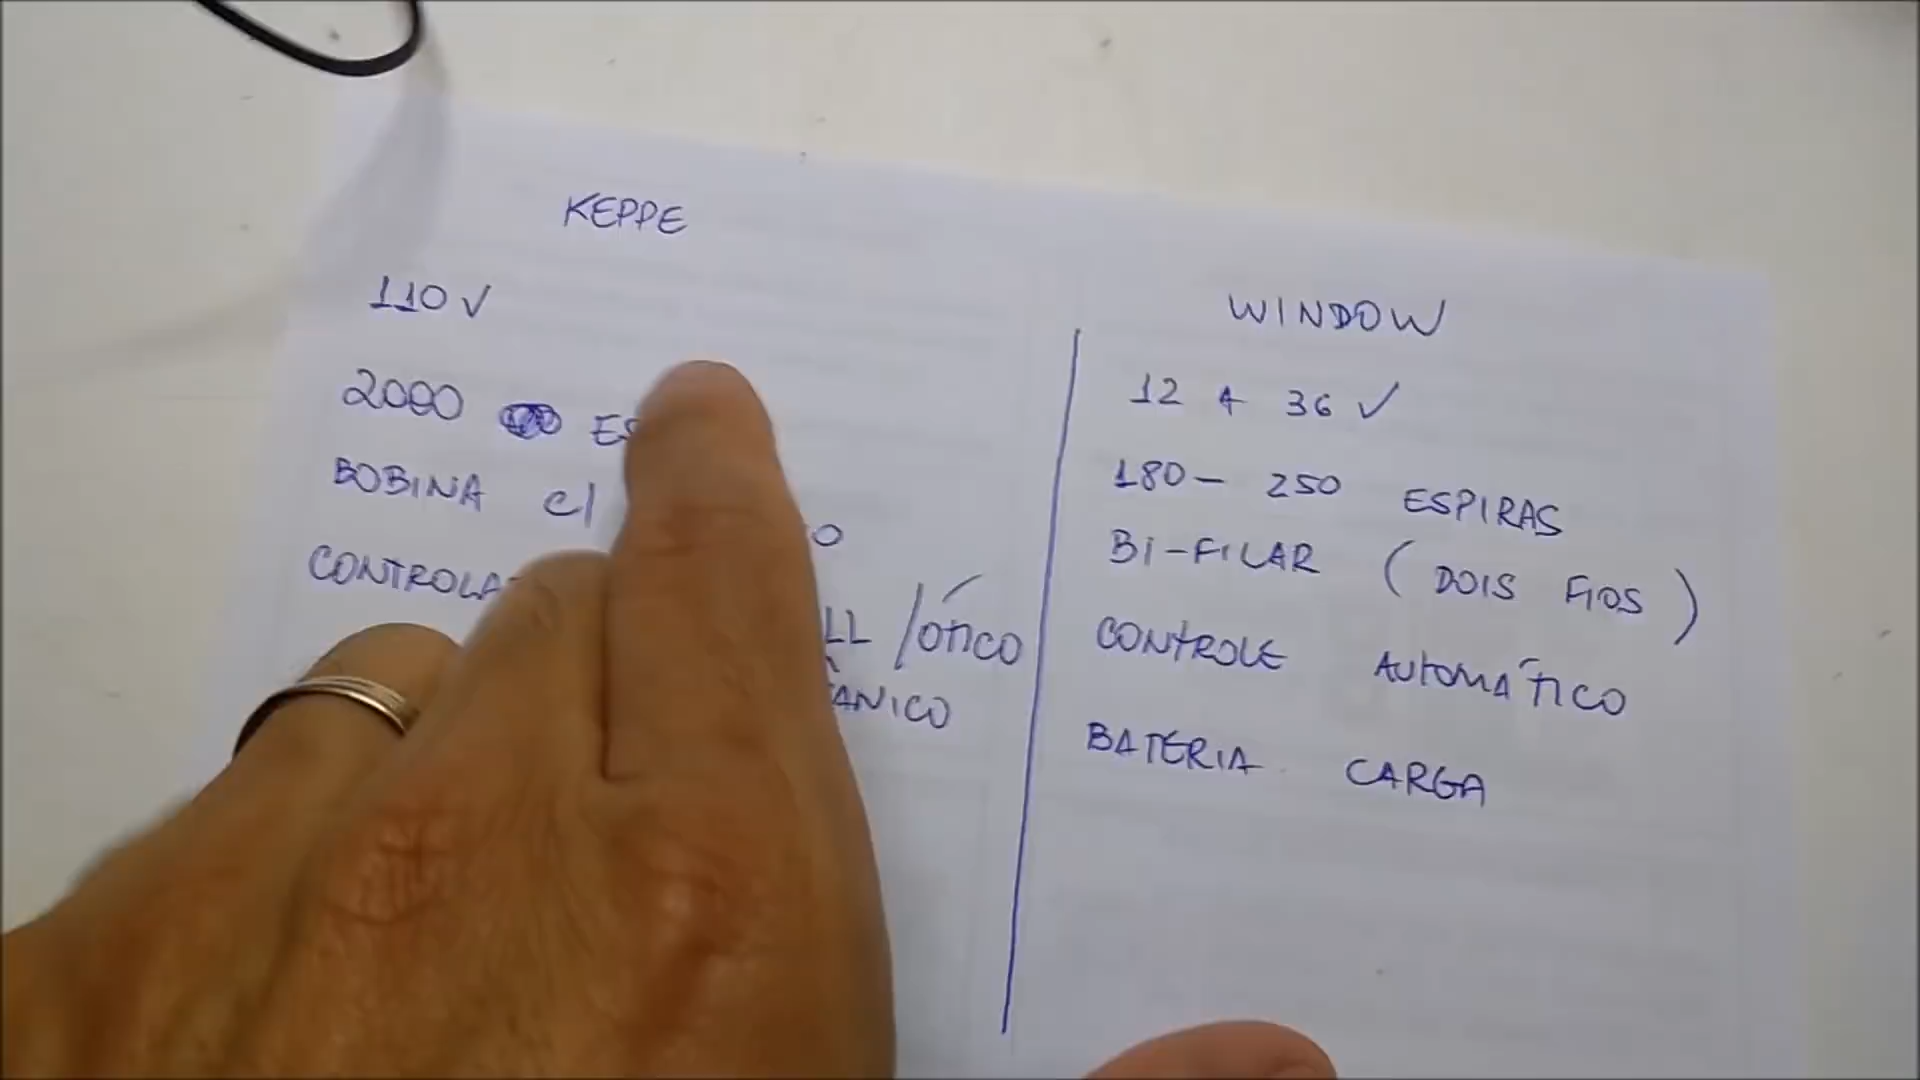 KEPPE
110 V
2000
BOBINA c/
LL / ÓTICO
WINDOW
12 A 36 V
180 - 250 ESPIRAS
BI-FILAR (DOIS FIOS)
CONTROLE AUTOMÁTICO
BATERIA CARGA